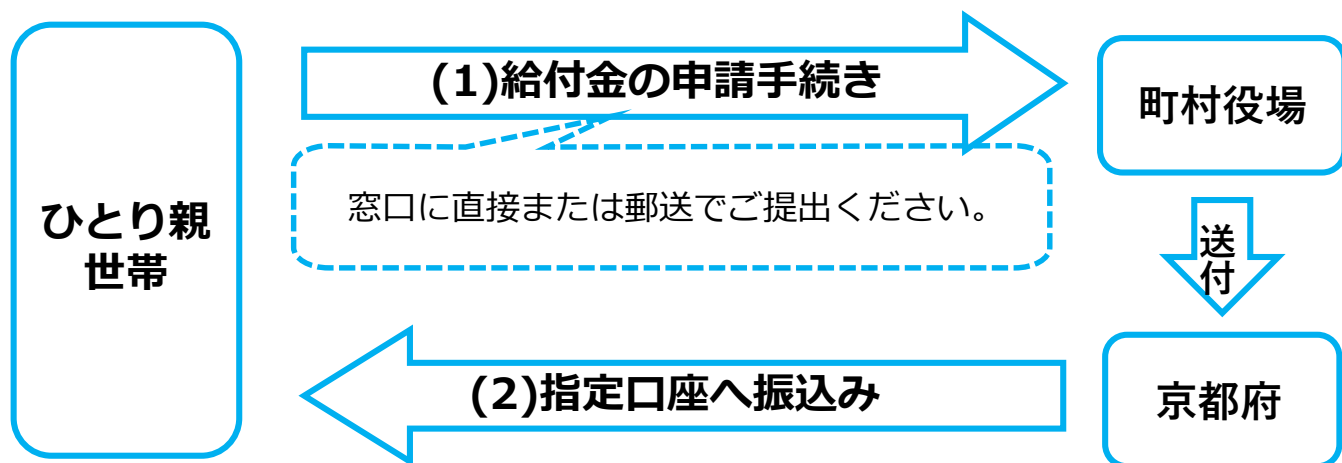 (1)給付金の申請手続き
町村役場
窓口に直接または郵送でご提出ください。
ひとり親
世帯
送
付
(2)指定口座へ振込み
京都府